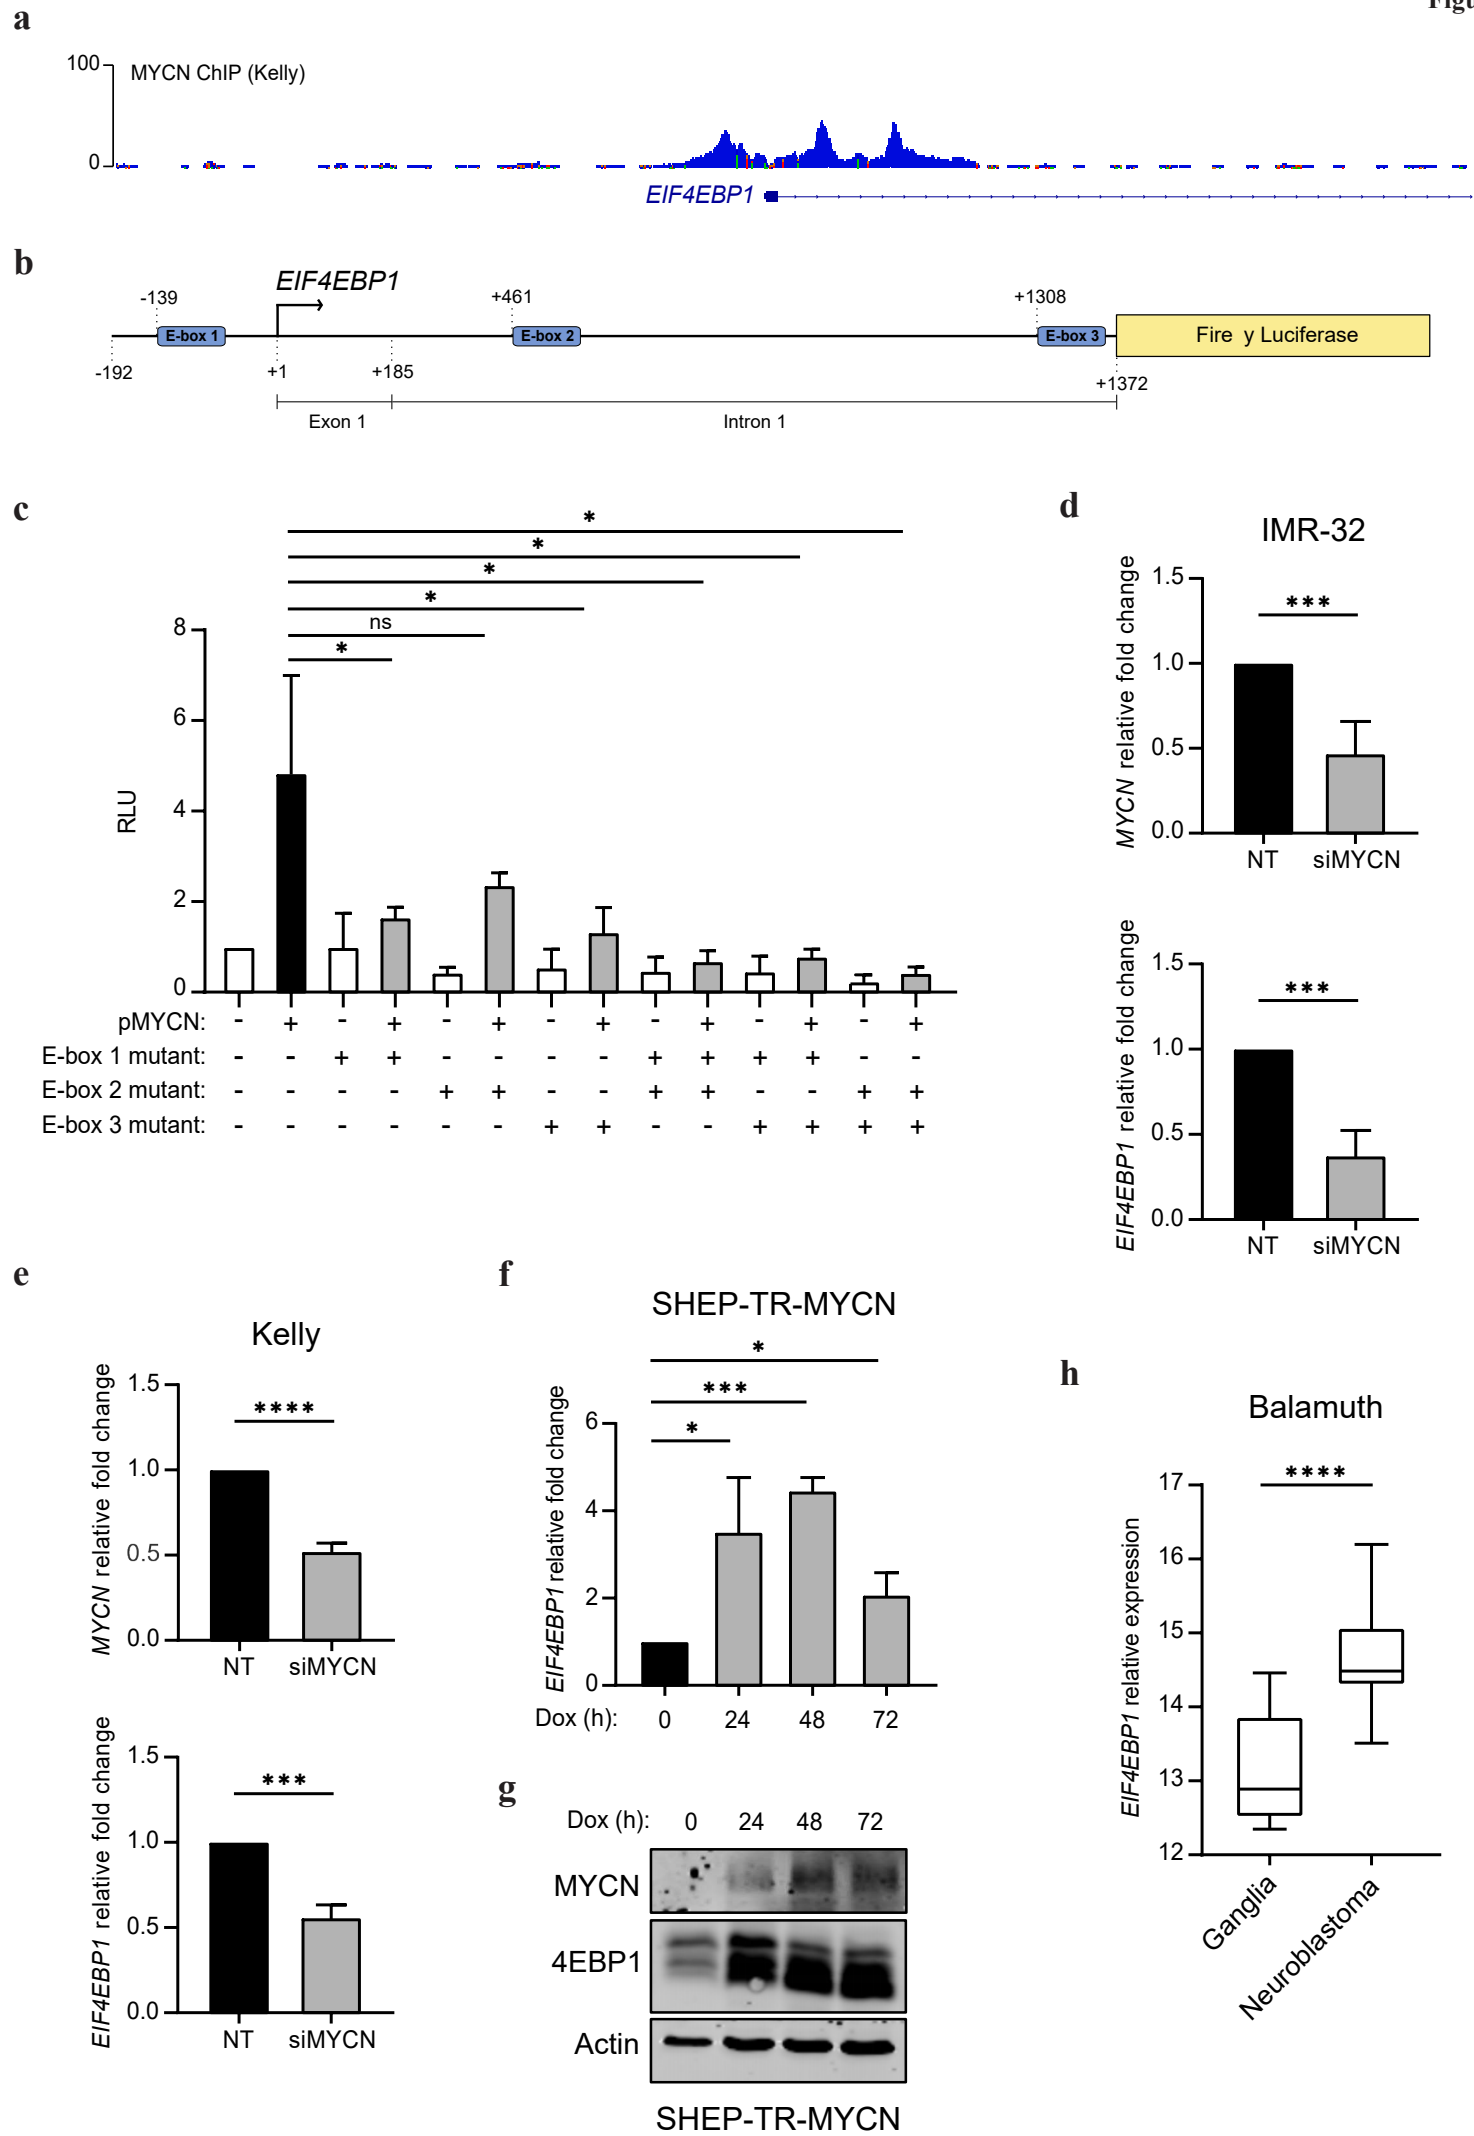 Figu
a
100
MYCN ChIP (Kelly)
0
EIF4EBP1
b
EIF4EBP1
-139
+461
+1308
E-box 1
E-box 2
E-box 3
Fire y Luciferase
-192
+1
+185
+1372
Exon 1
Intron 1
c
*
*
*
*
ns
*
8
6
4
2
0
RLU
pMYCN: - + - + - + - + - + - + - +
E-box 1 mutant: - - + + - - - - + + + + - -
E-box 2 mutant: - - - - + + - - + + - - + +
E-box 3 mutant: - - - - - - + + - - + + + +
d
IMR-32
MYCN relative fold change
1.5
1.0
0.5
0.0
***
NT siMYCN
EIF4EBP1 relative fold change
1.5
1.0
0.5
0.0
***
NT siMYCN
e
Kelly
MYCN relative fold change
1.5
1.0
0.5
0.0
****
NT siMYCN
EIF4EBP1 relative fold change
1.5
1.0
0.5
0.0
***
NT siMYCN
f
SHEP-TR-MYCN
*
***
*
EIF4EBP1 relative fold change
6
4
2
0
Dox (h): 0 24 48 72
g
Dox (h): 0 24 48 72
MYCN
4EBP1
Actin
SHEP-TR-MYCN
h
Balamuth
****
EIF4EBP1 relative expression
17
16
15
14
13
12
Ganglia
Neuroblastoma